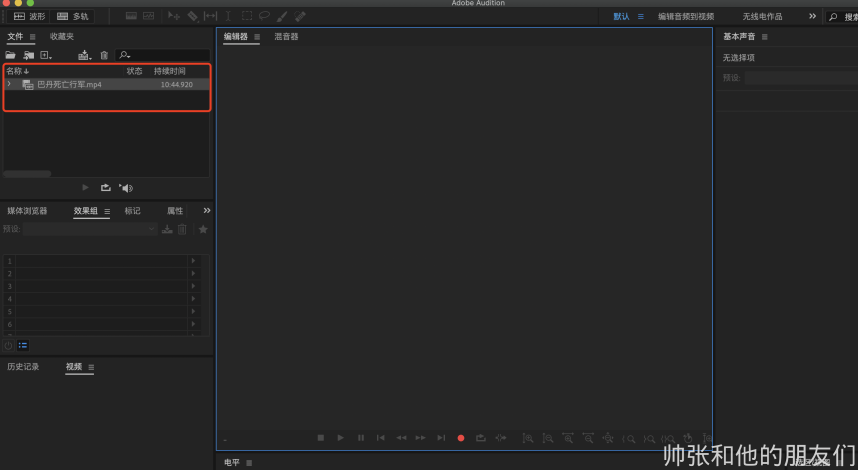 Adobe Audition
波形 多轨 默认 编辑音频到视频 无线电作品 搜索
文件 收藏夹 编辑器 混音器 基本声音
无选择项
名称 状态 持续时间
预设:
巴丹死亡行军.mp4 10:44.920
媒体浏览器 效果组 标记 属性
预设:
1
2
3
4
5
6
7
历史记录 视频
电平
帅张和他的朋友们